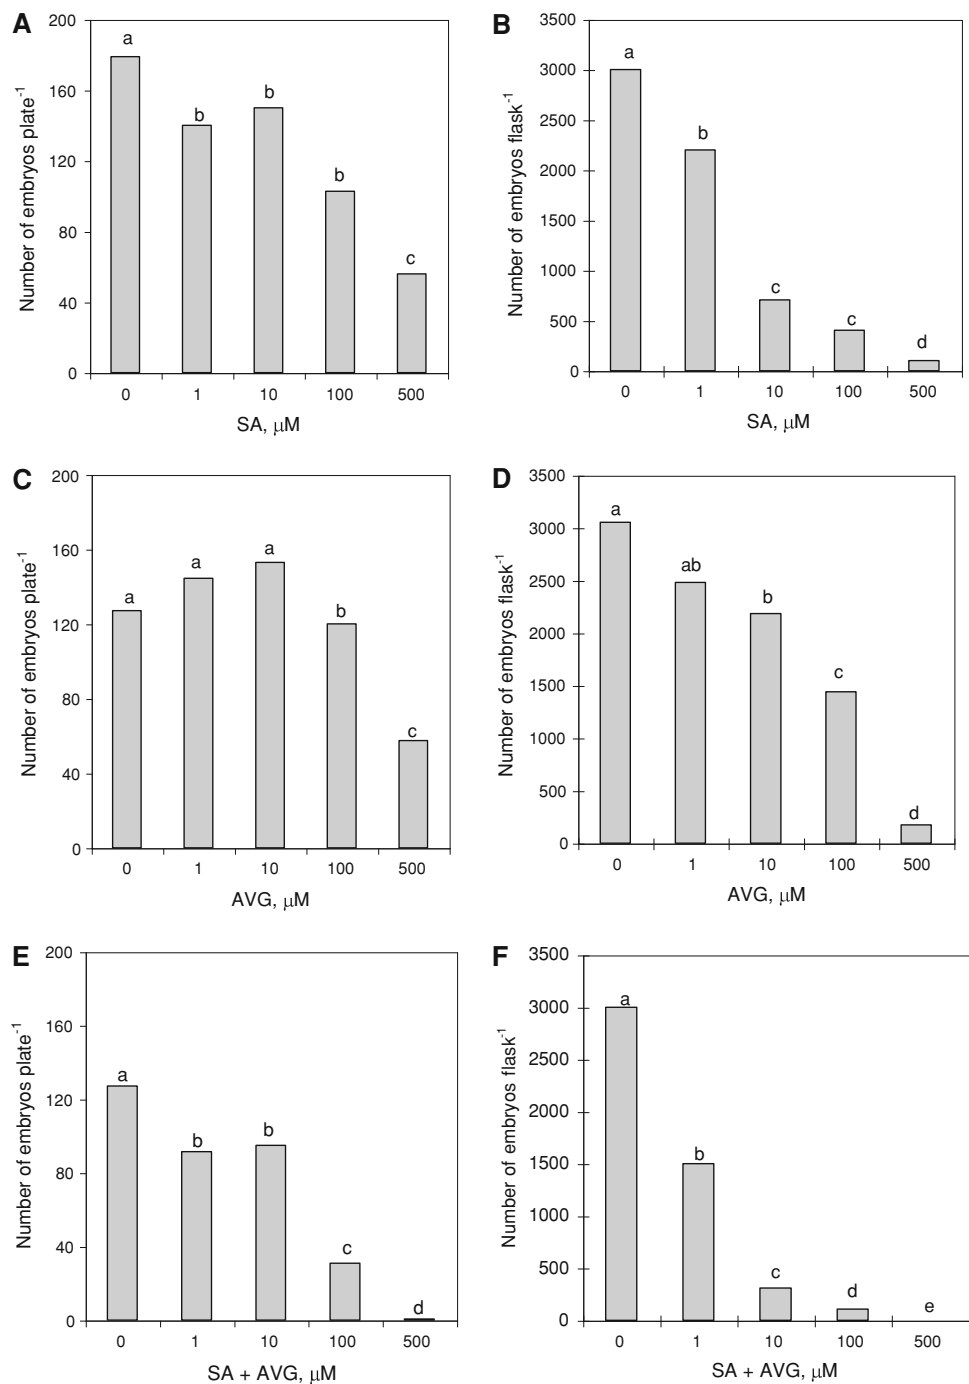 A
200
160
120
80
40
0
Number of embryos plate-1
a
b
b
b
c
0 1 10 100 500
SA, μM
B
3500
3000
2500
2000
1500
1000
500
0
Number of embryos flask-1
a
b
c
c
d
0 1 10 100 500
SA, μM
C
200
160
120
80
40
0
Number of embryos plate-1
a
a
a
b
c
0 1 10 100 500
AVG, μM
D
3500
3000
2500
2000
1500
1000
500
0
Number of embryos flask-1
a
ab
b
c
d
0 1 10 100 500
AVG, μM
E
200
160
120
80
40
0
Number of embryos plate-1
a
b
b
c
d
0 1 10 100 500
SA + AVG, μM
F
3500
3000
2500
2000
1500
1000
500
0
Number of embryos flask-1
a
b
c
d
e
0 1 10 100 500
SA + AVG, μM